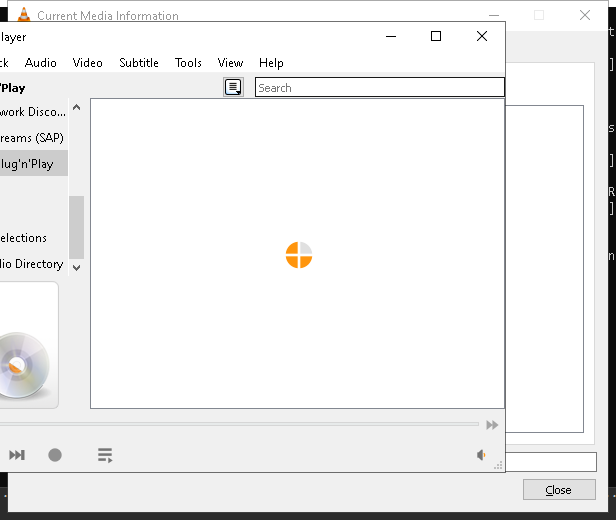 Current Media Information
layer
ck Audio Video Subtitle Tools View Help
'Play
Search
work Disco...
reams (SAP)
lug'n'Play
elections
io Directory
Close
t
]
s
]
R
]
n